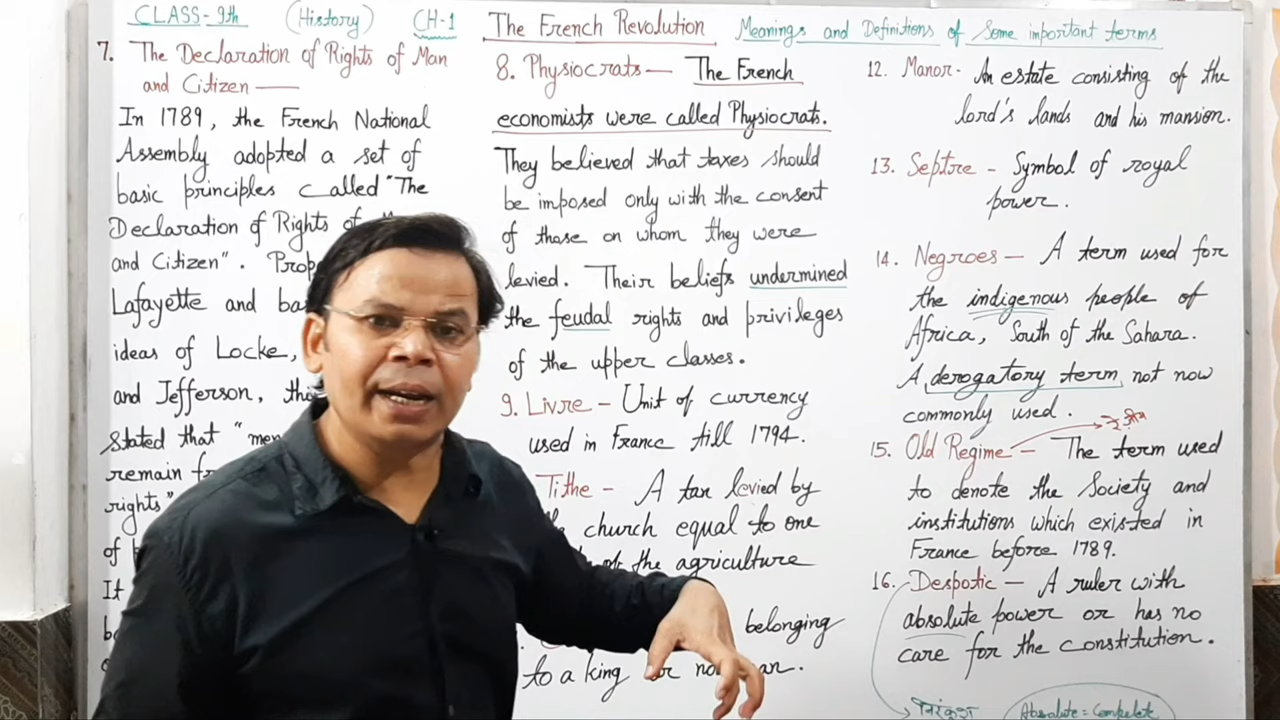 CLASS-9th (History) CH-1 The French Revolution Meanings and Definitions of Some important terms
7. The Declaration of Rights of Man
and Citizen —
In 1789, the French National
Assembly adopted a set of
basic principles called "The
Declaration of Rights of
and Citizen".
Lafayette and
ideas of Locke,
and Jefferson,
stated that "men
remain
rights"
of
It
8. Physiocrats — The French
economists were called Physiocrats.
They believed that taxes should
be imposed only with the consent
of those on whom they were
levied. Their beliefs undermined
the feudal rights and privileges
of the upper classes.
9. Livre - Unit of currency
used in France till 1794.
Tithe - A tax levied by
church equal to one
of the agriculture
belonging
to a king
12. Manor - An estate consisting of the
lord's lands and his mansion.
13. Septre - Symbol of royal
power.
14. Negroes - A term used for
the indigenous people of
Africa, South of the Sahara.
A derogatory term, not now
commonly used.
15. Old Regime - The term used
to denote the Society and
institutions which existed in
France before 1789.
16. Despotic - A ruler with
absolute power or has no
care for the constitution.
निरंकुश Absolute = Complete